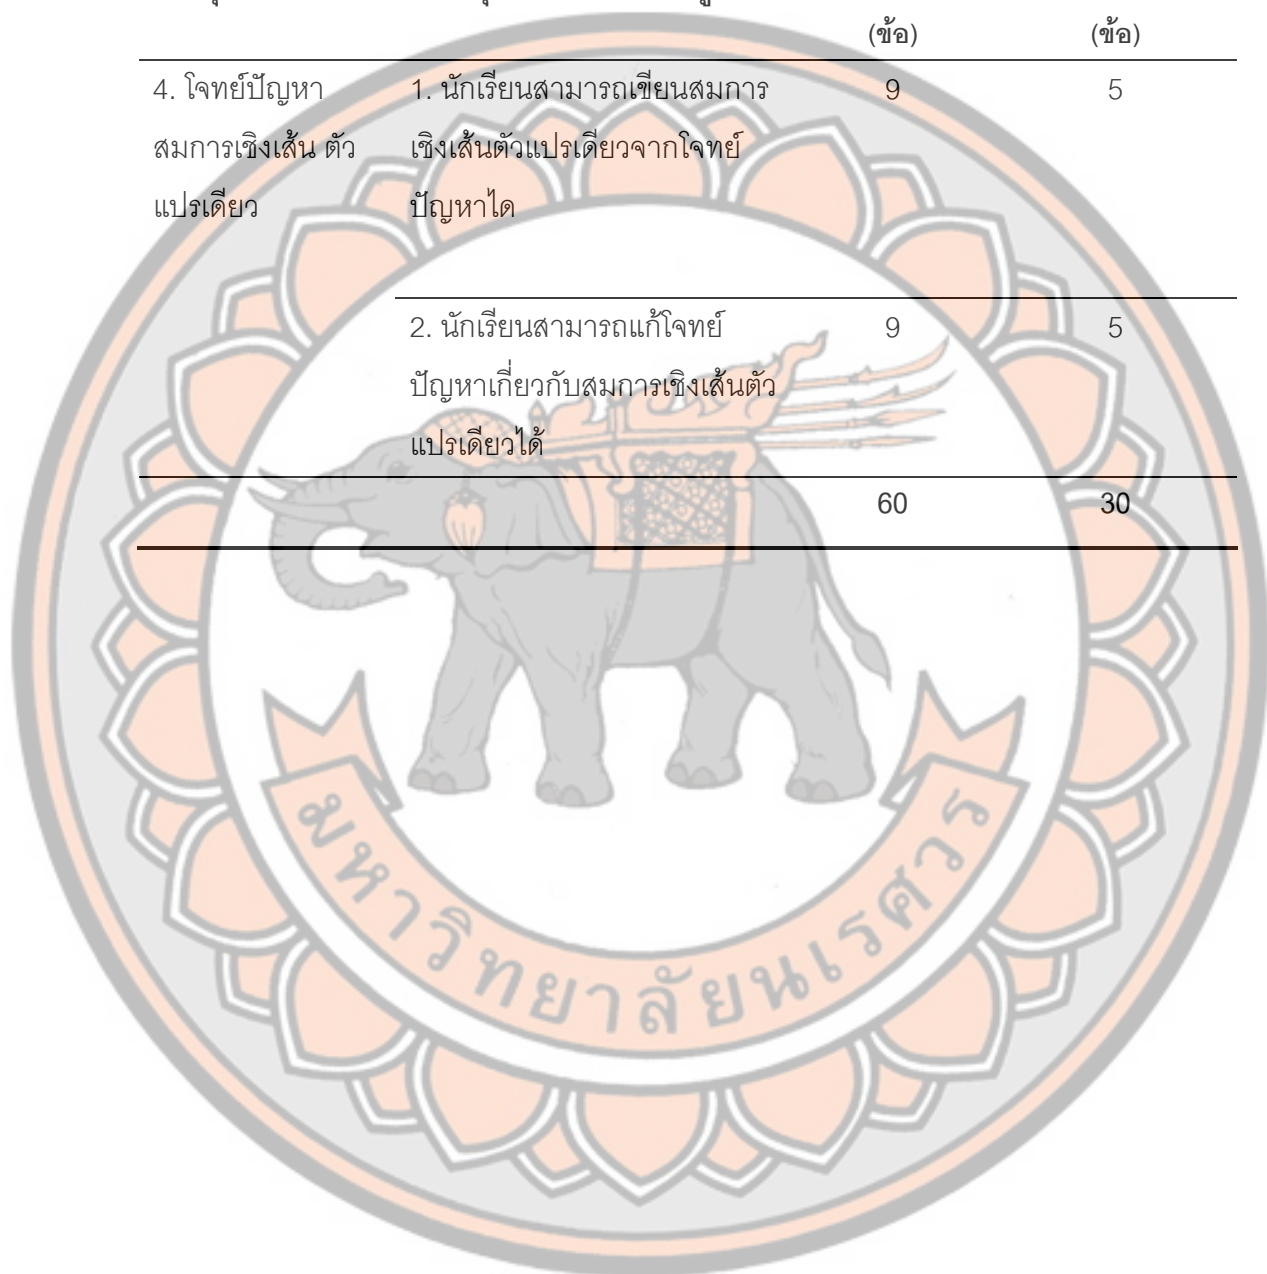 (ข้อ) (ข้อ)
4. โจทย์ปัญหา 1. นักเรียนสามารถเขียนสมการ 9 5
สมการเชิงเส้น ตัว เชิงเส้นตัวแปรเดียวจากโจทย์
แปรเดียว ปัญหาได
2. นักเรียนสามารถแก้โจทย์ 9 5
ปัญหาเกี่ยวกับสมการเชิงเส้นตัว
แปรเดียวได้
60 30
มหาวิทยาลัยนเรศวร